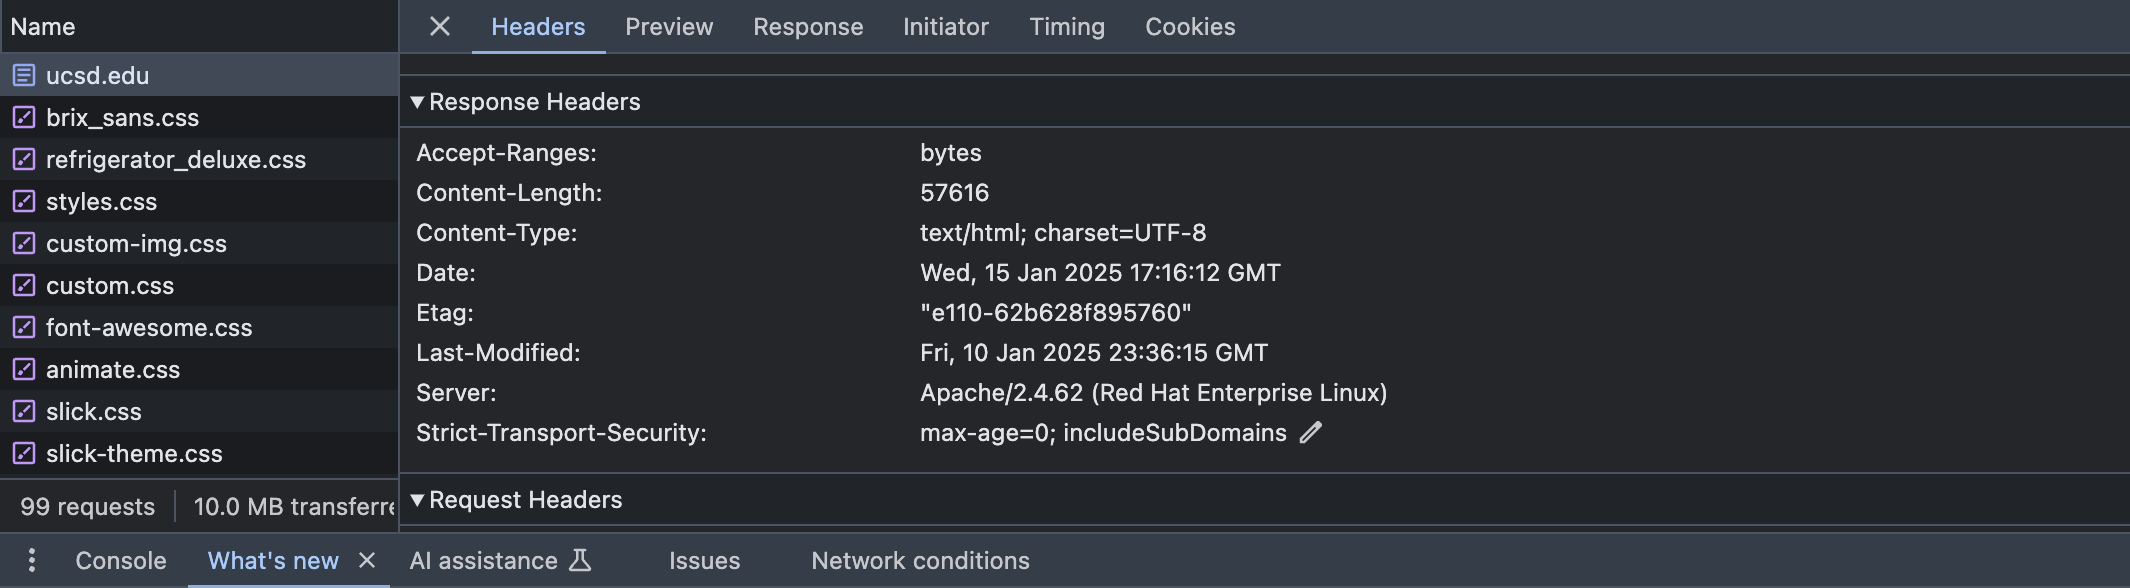 Name
Headers Preview Response Initiator Timing Cookies
ucsd.edu
brix_sans.css
refrigerator_deluxe.css
styles.css
custom-img.css
custom.css
font-awesome.css
animate.css
slick.css
slick-theme.css
99 requests 10.0 MB transferre
Response Headers
Accept-Ranges: bytes
Content-Length: 57616
Content-Type: text/html; charset=UTF-8
Date: Wed, 15 Jan 2025 17:16:12 GMT
Etag: "e110-62b628f895760"
Last-Modified: Fri, 10 Jan 2025 23:36:15 GMT
Server: Apache/2.4.62 (Red Hat Enterprise Linux)
Strict-Transport-Security: max-age=0; includeSubDomains
Request Headers
Console What's new AI assistance Issues Network conditions